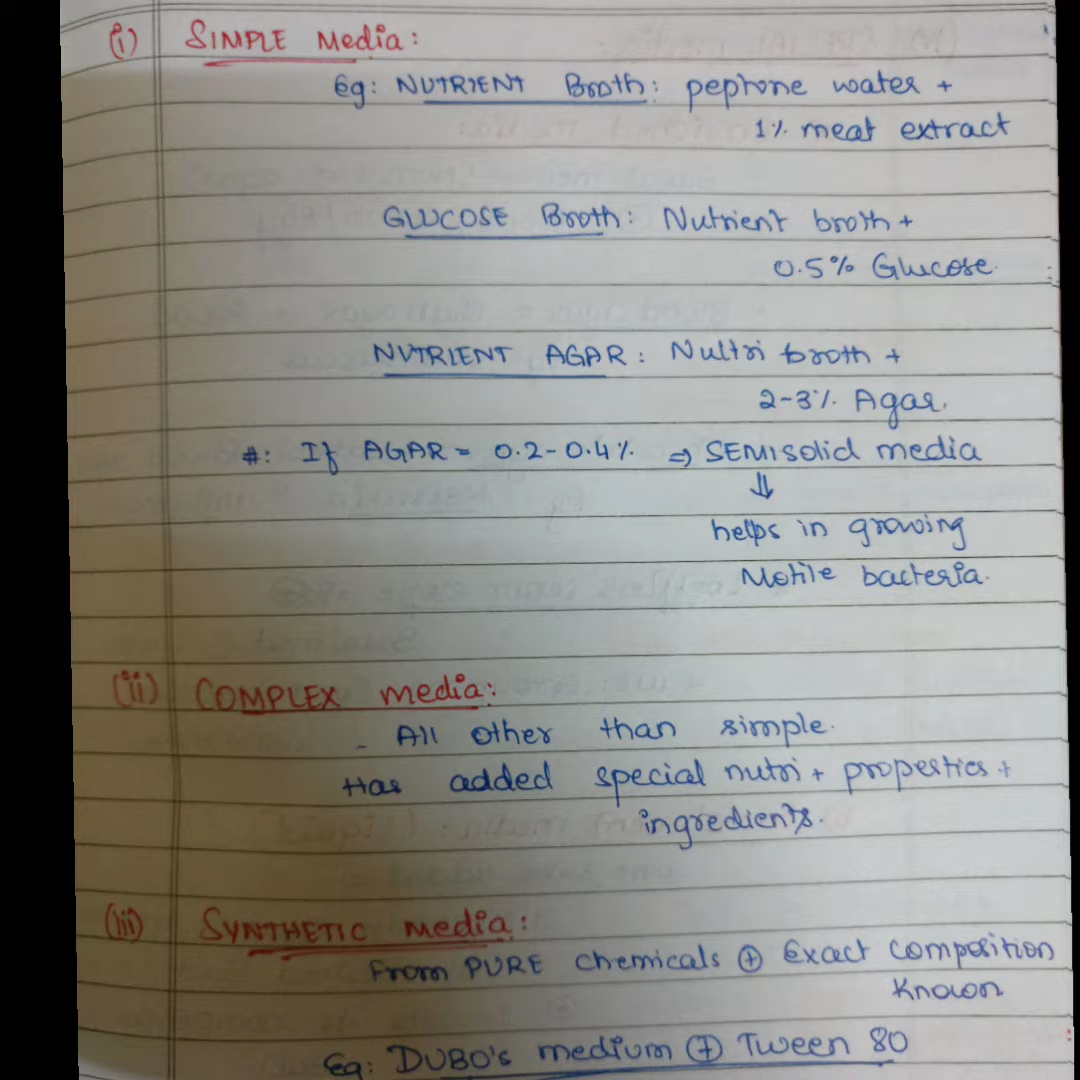 (i) SIMPLE Media:
Eg: NUTRIENT Broth: peptone water +
1% meat extract
GLUCOSE Broth: Nutrient broth +
0.5% Glucose.
NUTRIENT AGAR: Nultri broth +
2-3% Agar.
#: If AGAR = 0.2-0.4% ⇒ SEMIsolid media
⇓
helps in growing
Motile bacteria.
(ii) COMPLEX media:
- All other than simple.
Has added special nutri + properties +
ingredients.
(iii) SYNTHETIC media:
From PURE chemicals ⊕ Exact Composition
Known
Eg: DUBO's medium ⊕ Tween 80